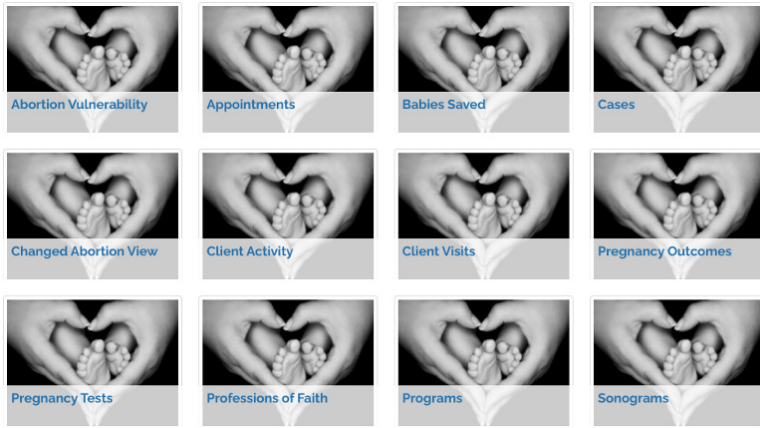 Abortion Vulnerability
Appointments
Babies Saved
Cases
Changed Abortion View
Client Activity
Client Visits
Pregnancy Outcomes
Pregnancy Tests
Professions of Faith
Programs
Sonograms